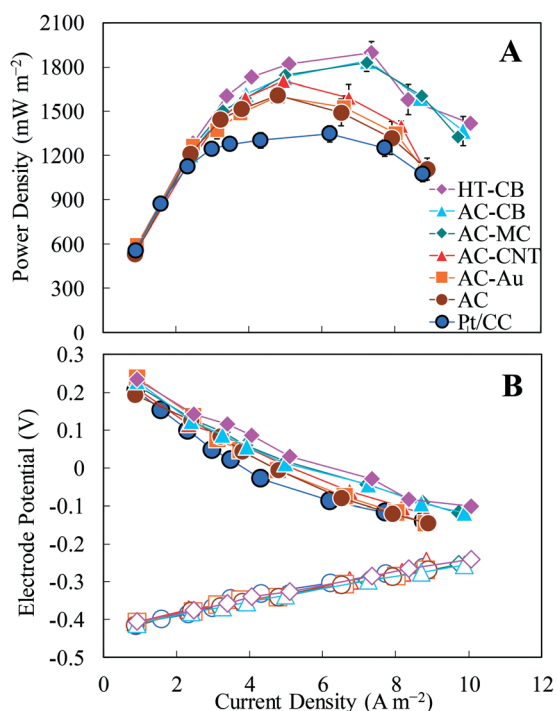 2100
1800
1500
1200
900
600
300
0
Power Density (mW m⁻²)
A
HT-CB
AC-CB
AC-MC
AC-CNT
AC-Au
AC
Pt/CC
0.3
0.2
0.1
0
-0.1
-0.2
-0.3
-0.4
-0.5
Electrode Potential (V)
B
0 2 4 6 8 10 12
Current Density (A m⁻²)